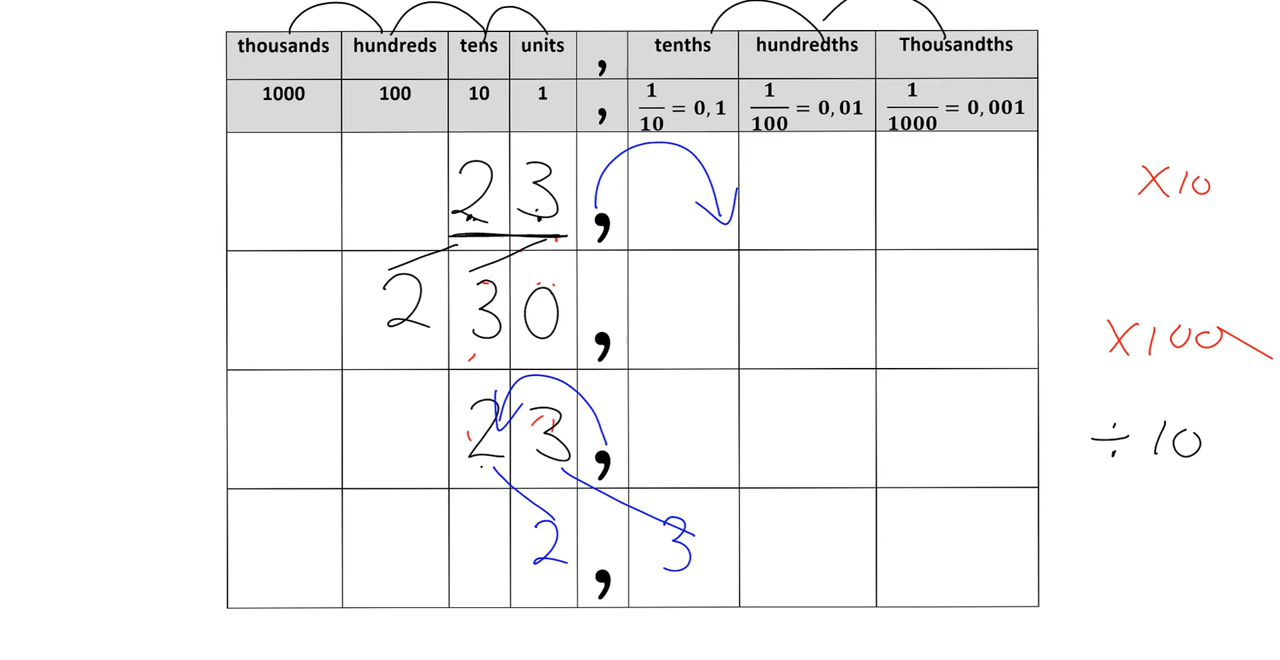 thousands hundreds tens units , tenths hundredths Thousandths
1000 100 10 1 , 1/10 = 0,1 1/100 = 0,01 1/1000 = 0,001
2 3 , X10
2 3 0 , X100
2 3 , ÷ 10
2 , 3